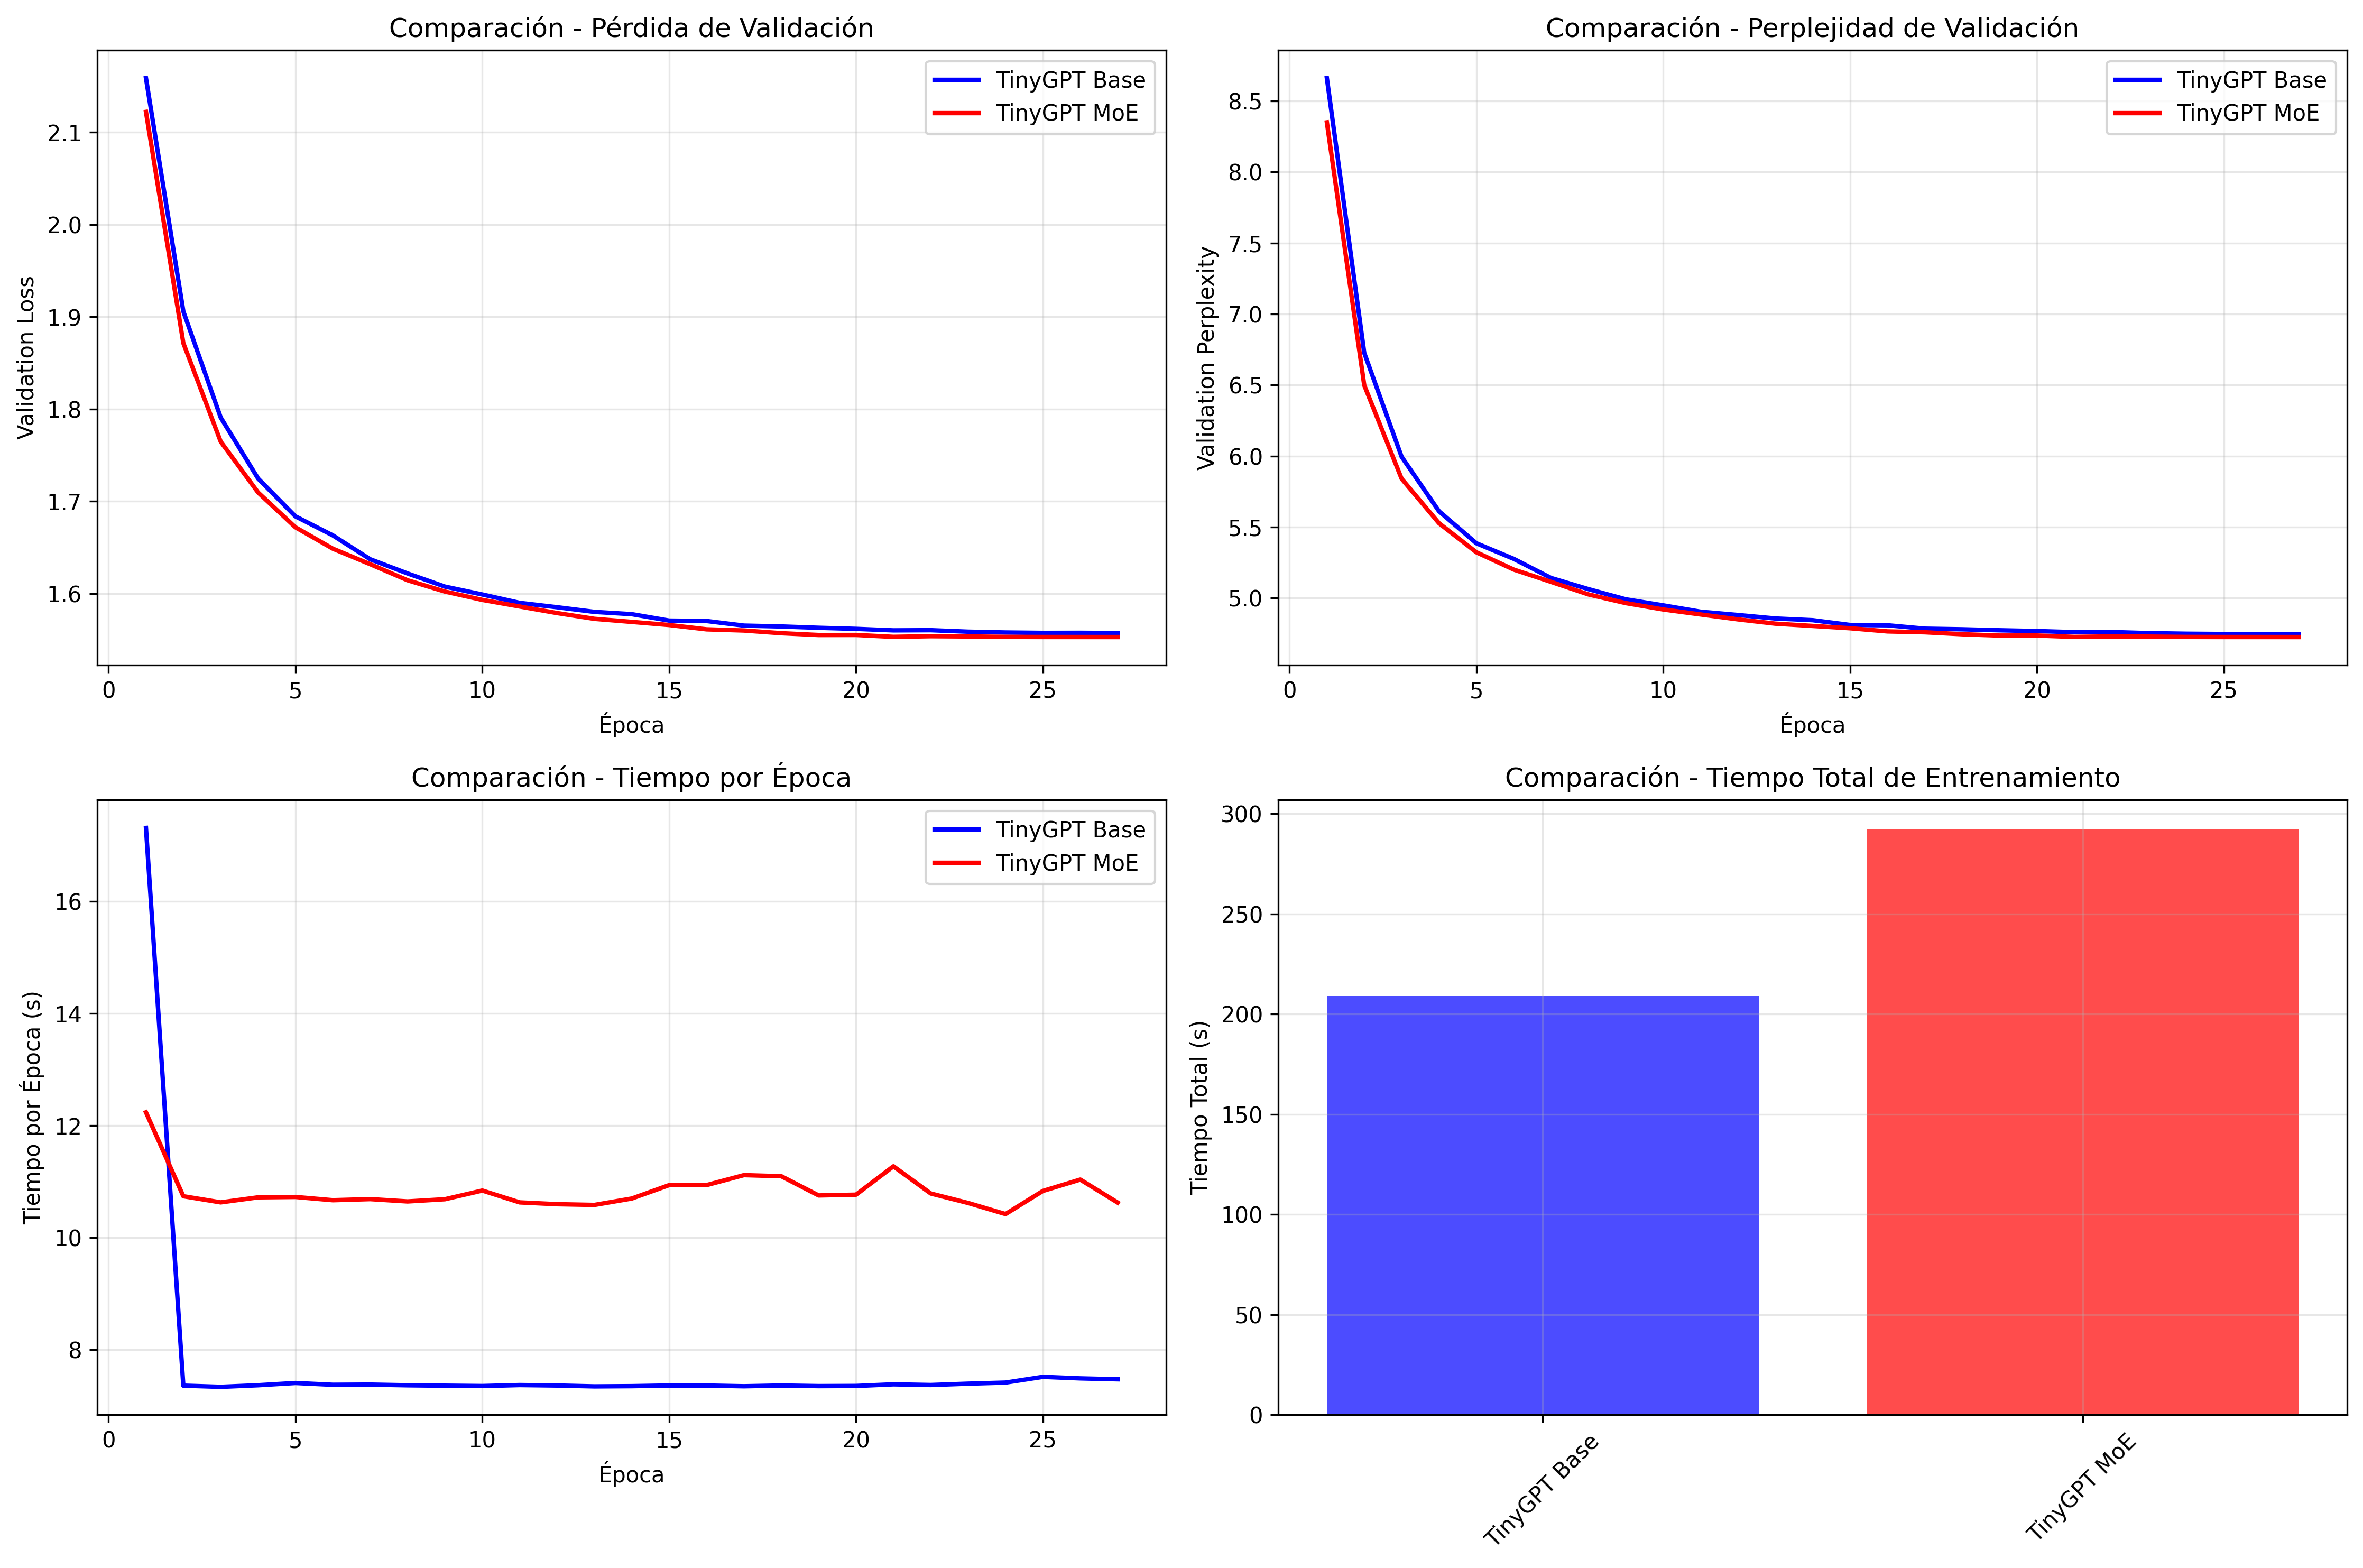 Comparación - Pérdida de Validación
Validation Loss
2.1
2.0
1.9
1.8
1.7
1.6
TinyGPT Base
TinyGPT MoE
0 5 10 15 20 25
Época
Comparación - Perplejidad de Validación
Validation Perplexity
8.5
8.0
7.5
7.0
6.5
6.0
5.5
5.0
TinyGPT Base
TinyGPT MoE
0 5 10 15 20 25
Época
Comparación - Tiempo por Época
Tiempo por Época (s)
16
14
12
10
8
TinyGPT Base
TinyGPT MoE
0 5 10 15 20 25
Época
Comparación - Tiempo Total de Entrenamiento
Tiempo Total (s)
300
250
200
150
100
50
0
TinyGPT Base
TinyGPT MoE